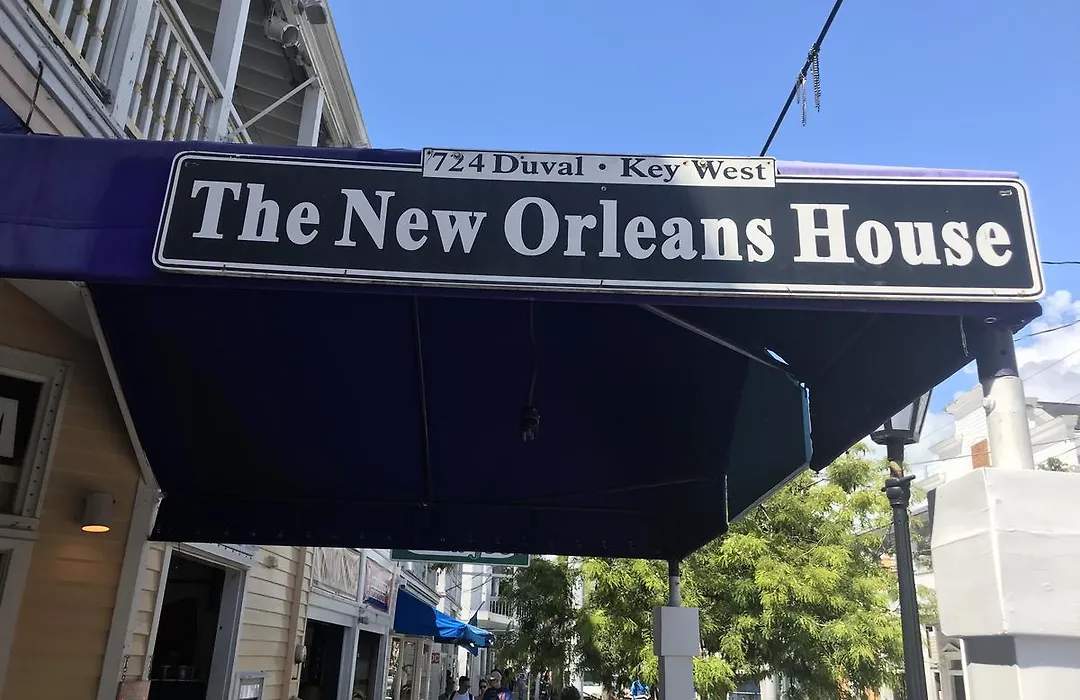 724 Duval • Key West
The New Orleans House